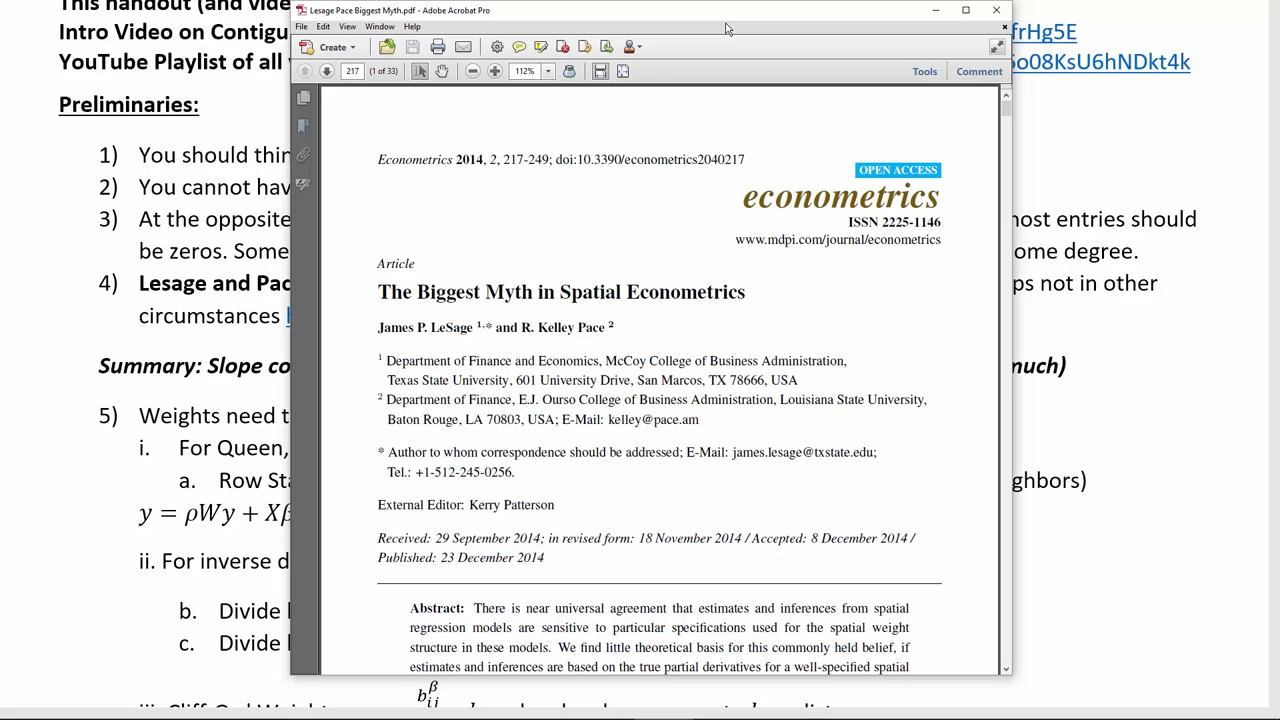 This handout (and vide
Intro Video on Contigu
frHg5E
YouTube Playlist of all
6o08KsU6hNDkt4k
Preliminaries:
1) You should thin
2) You cannot hav
3) At the opposite
most entries should
be zeros. Some
ome degree.
4) Lesage and Pac
ps not in other
circumstances
Summary: Slope co
much)
5) Weights need t
i. For Queen,
a. Row Sta
ghbors)
y = ρWy + Xβ
ii. For inverse d
b. Divide
c. Divide
Lesage Pace Biggest Myth.pdf - Adobe Acrobat Pro
File Edit View Window Help
Create
217 (1 of 33) 112% Tools Comment
Econometrics 2014, 2, 217-249; doi:10.3390/econometrics2040217
OPEN ACCESS
econometrics
ISSN 2225-1146
www.mdpi.com/journal/econometrics
Article
The Biggest Myth in Spatial Econometrics
James P. LeSage 1,* and R. Kelley Pace 2
1 Department of Finance and Economics, McCoy College of Business Administration,
Texas State University, 601 University Drive, San Marcos, TX 78666, USA
2 Department of Finance, E.J. Ourso College of Business Administration, Louisiana State University,
Baton Rouge, LA 70803, USA; E-Mail: kelley@pace.am
* Author to whom correspondence should be addressed; E-Mail: james.lesage@txstate.edu;
Tel.: +1-512-245-0256.
External Editor: Kerry Patterson
Received: 29 September 2014; in revised form: 18 November 2014 / Accepted: 8 December 2014 /
Published: 23 December 2014
Abstract: There is near universal agreement that estimates and inferences from spatial
regression models are sensitive to particular specifications used for the spatial weight
structure in these models. We find little theoretical basis for this commonly held belief, if
estimates and inferences are based on the true partial derivatives for a well-specified spatial